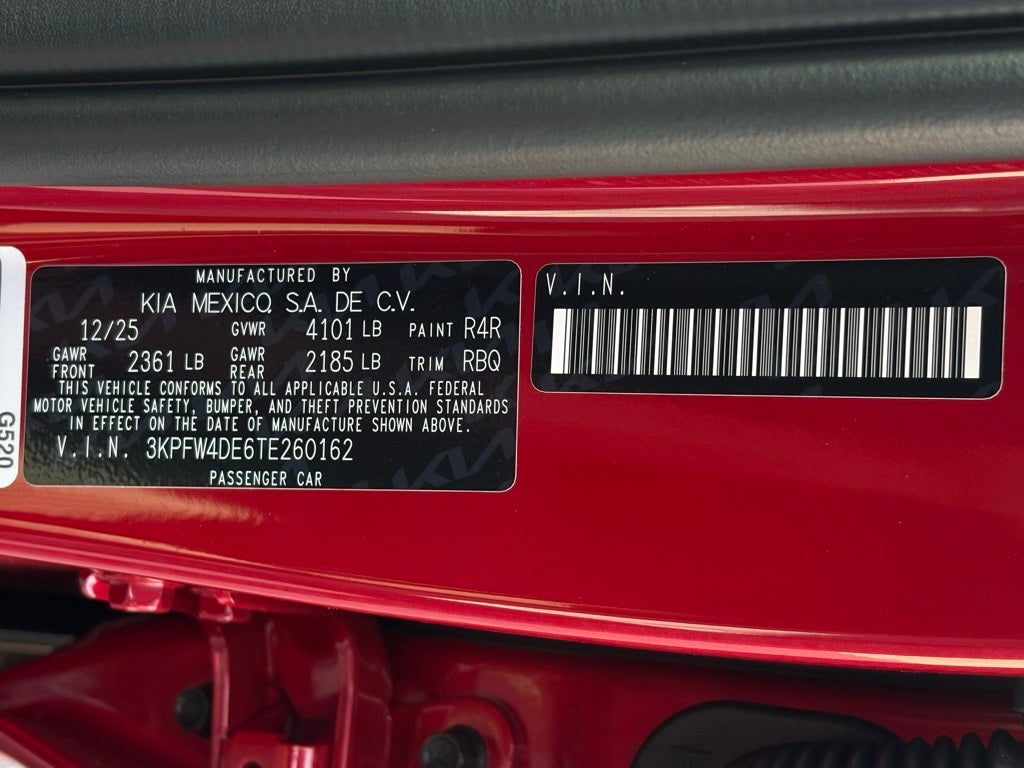 MANUFACTURED BY
KIA MEXICO, S.A. DE C.V.
12/25 GVWR 4101 LB PAINT R4R
GAWR FRONT 2361 LB GAWR REAR 2185 LB TRIM RBQ
THIS VEHICLE CONFORMS TO ALL APPLICABLE U.S.A. FEDERAL
MOTOR VEHICLE SAFETY, BUMPER, AND THEFT PREVENTION STANDARDS
IN EFFECT ON THE DATE OF MANUFACTURE SHOWN ABOVE.
V.I.N. 3KPFW4DE6TE260162
PASSENGER CAR
V.I.N.
G520